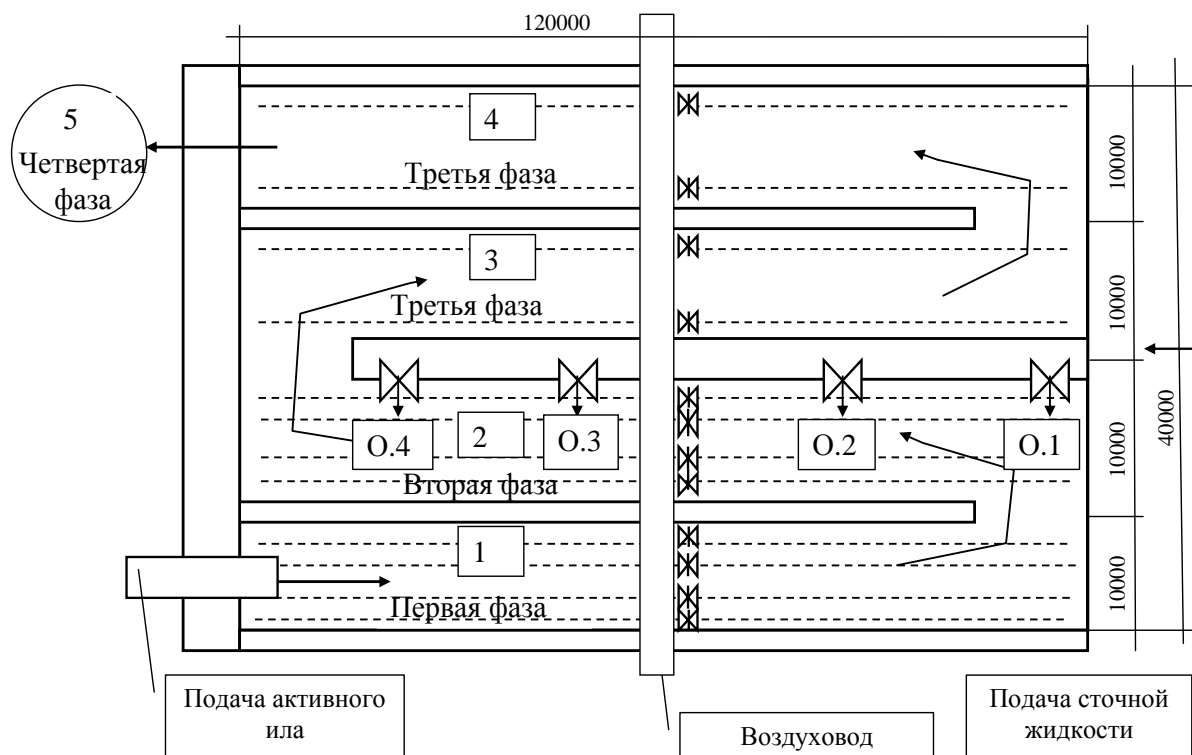 120000
5
Четвертая
фаза
4
Третья фаза
10000
3
Третья фаза
10000
О.4
2
О.3
О.2
О.1
Вторая фаза
10000
40000
1
Первая фаза
10000
Подача активного
ила
Воздуховод
Подача сточной
жидкости